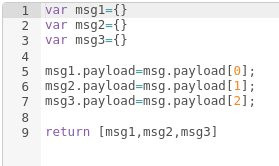 1 var msg1={}
2 var msg2={}
3 var msg3={}
4
5 msg1.payload=msg.payload[0];
6 msg2.payload=msg.payload[1];
7 msg3.payload=msg.payload[2];
8
9 return [msg1,msg2,msg3]